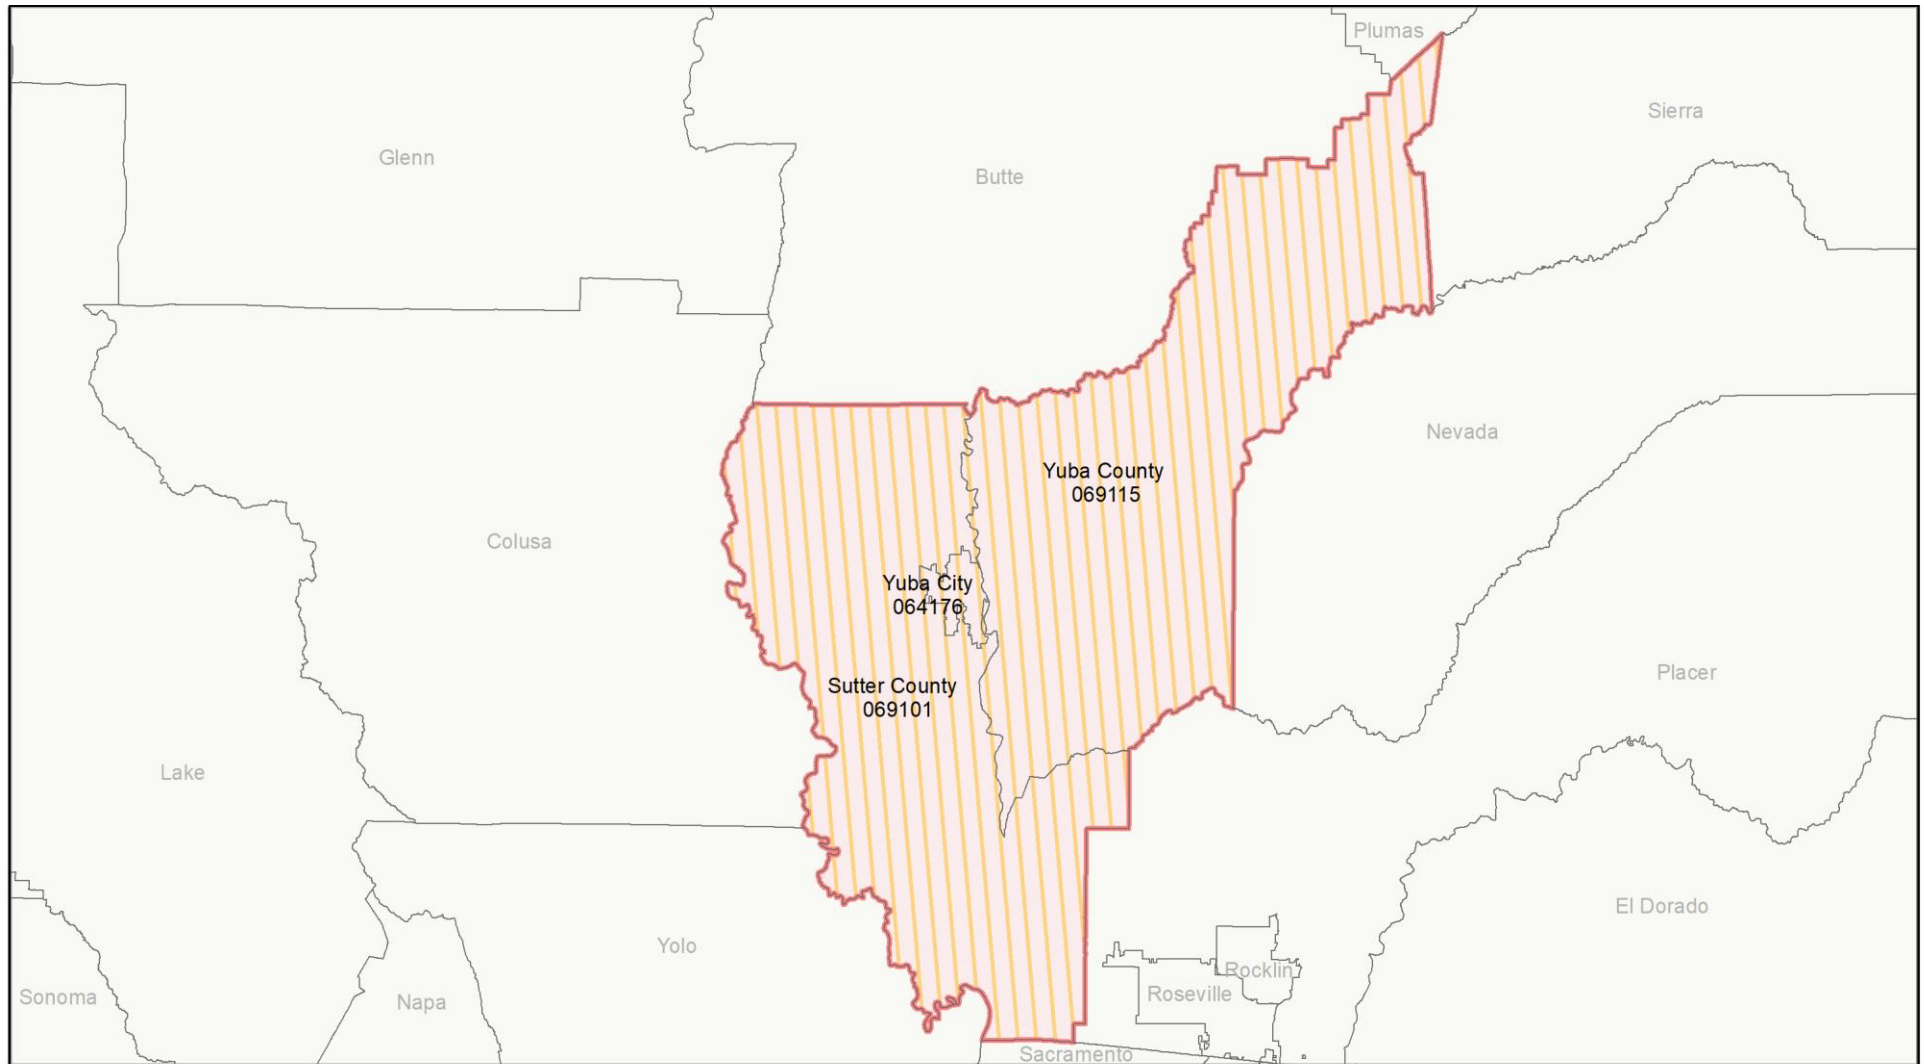 Plumas
Sierra
Glenn
Butte
Nevada
Yuba County
069115
Colusa
Yuba City
064176
Placer
Sutter County
069101
Lake
El Dorado
Yolo
Rocklin
Roseville
Sonoma
Napa
Sacramento